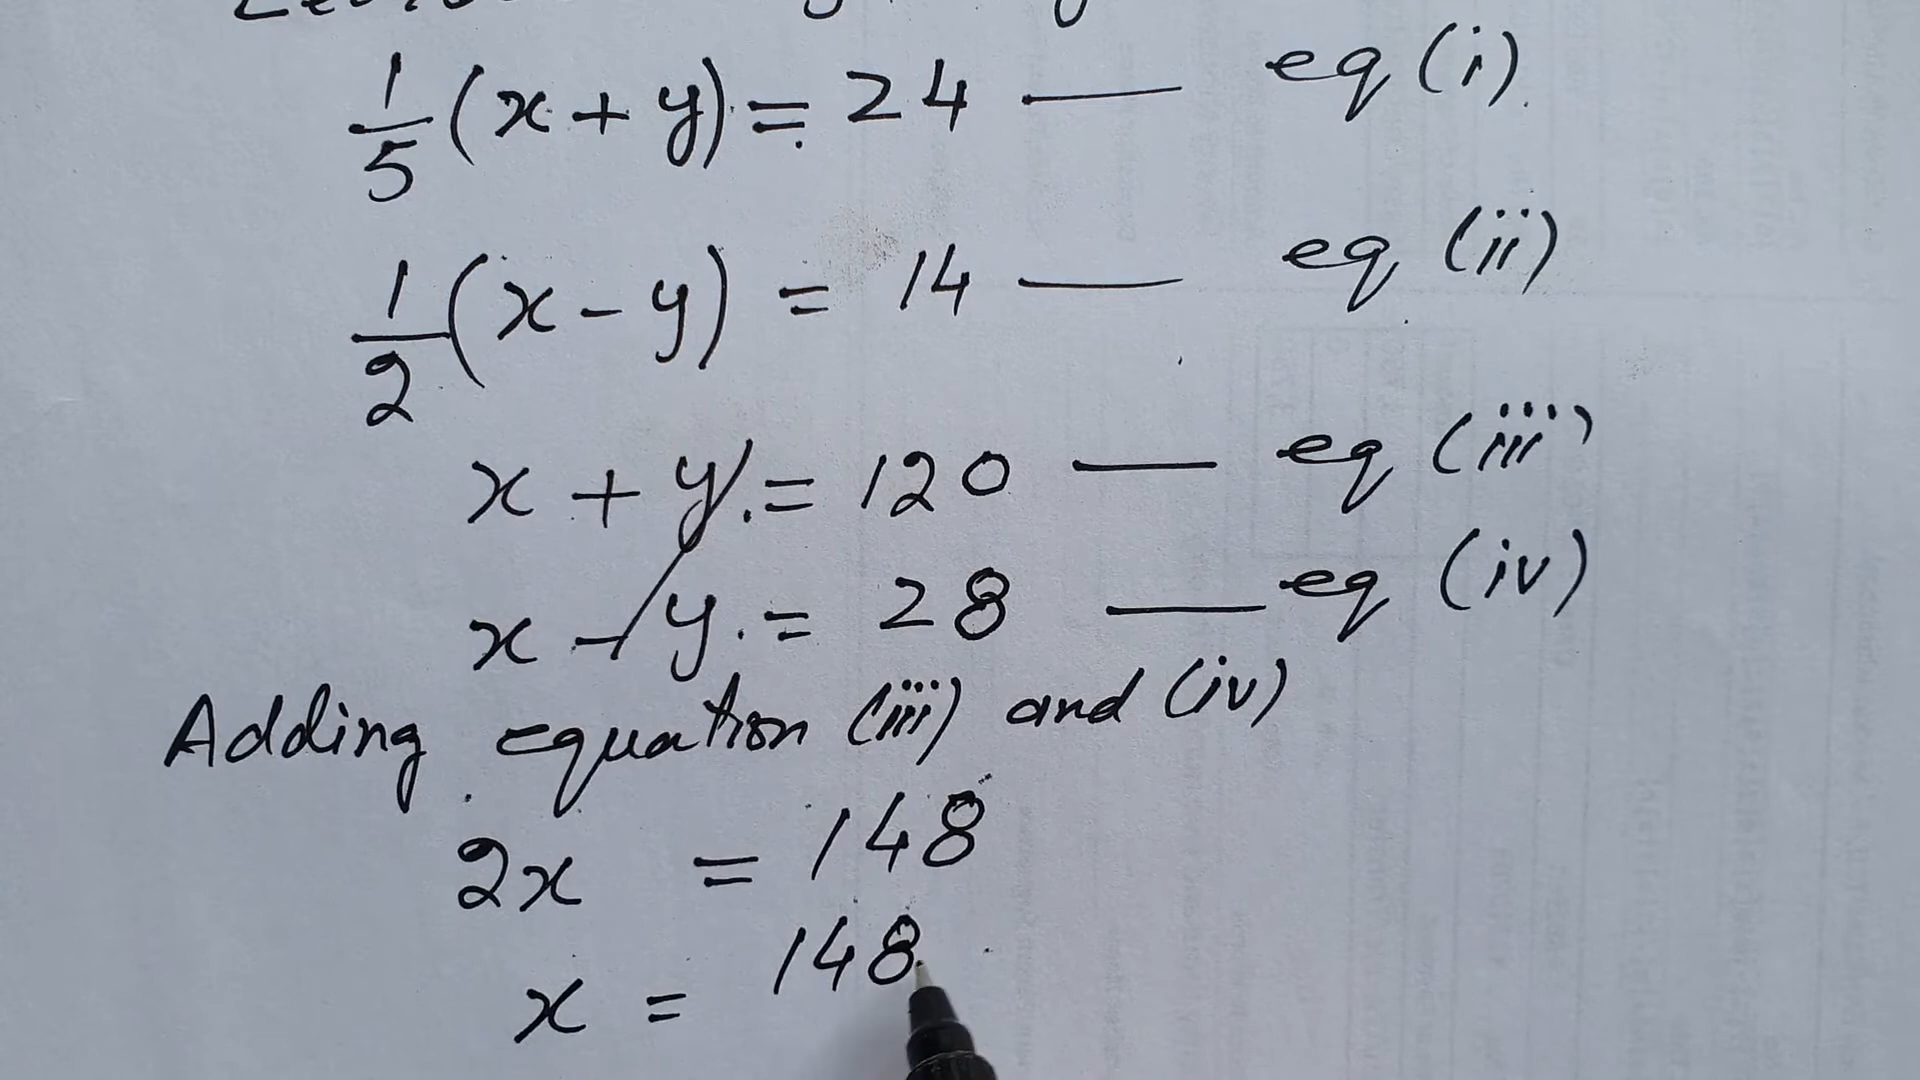 1/5 (x + y) = 24 — eq (i)
1/2 (x - y) = 14 — eq (ii)
x + y = 120 — eq (iii)
x - y = 28 — eq (iv)
Adding equation (iii) and (iv)
2x = 148
x = 148